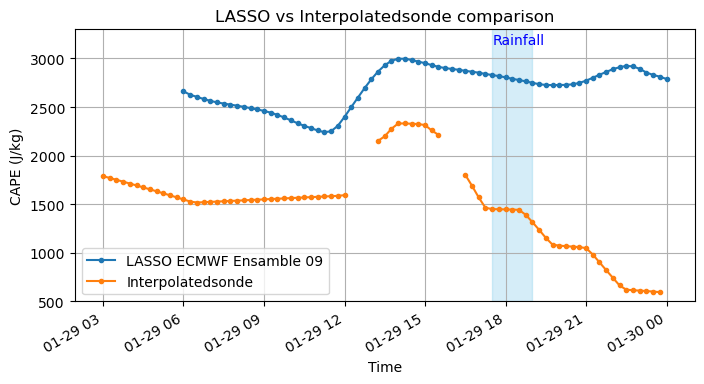 LASSO vs Interpolatedsonde comparison
Rainfall
CAPE (J/kg)
3000
2500
2000
1500
1000
500
LASSO ECMWF Ensamble 09
Interpolatedsonde
01-29 03
01-29 06
01-29 09
01-29 12
01-29 15
01-29 18
01-29 21
01-30 00
Time